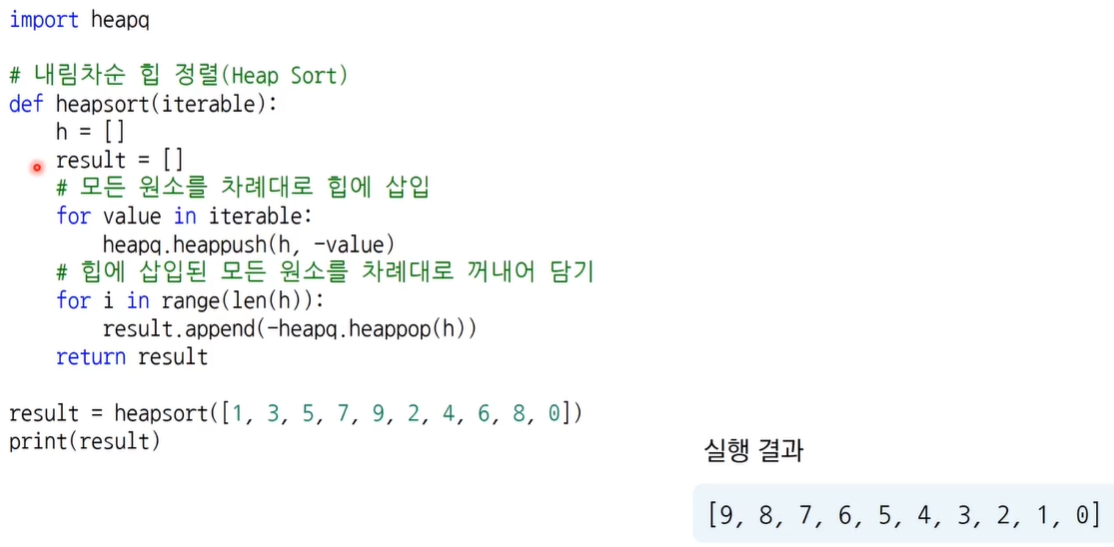 import heapq
# 내림차순 힙 정렬(Heap Sort)
def heapsort(iterable):
    h = []
    result = []
    # 모든 원소를 차례대로 힙에 삽입
    for value in iterable:
        heapq.heappush(h, -value)
    # 힙에 삽입된 모든 원소를 차례대로 꺼내어 담기
    for i in range(len(h)):
        result.append(-heapq.heappop(h))
    return result
result = heapsort([1, 3, 5, 7, 9, 2, 4, 6, 8, 0])
print(result)
실행 결과
[9, 8, 7, 6, 5, 4, 3, 2, 1, 0]